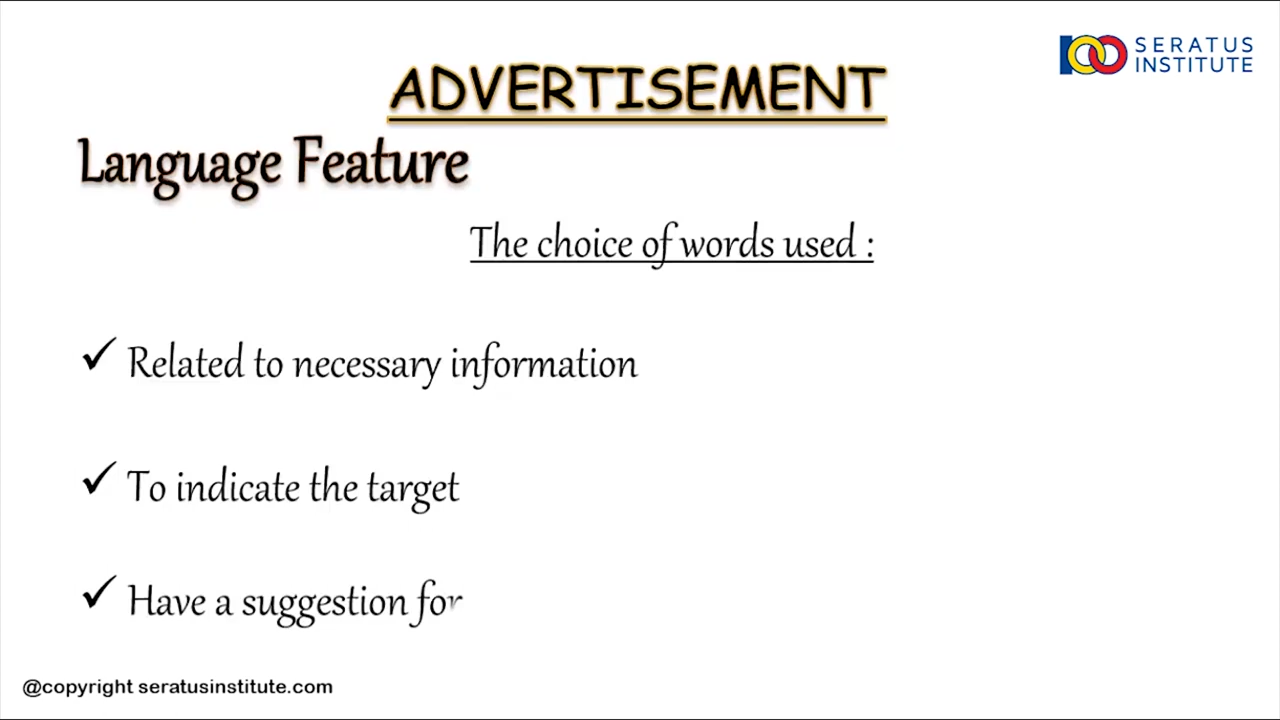 SERATUS
INSTITUTE
ADVERTISEMENT
Language Feature
The choice of words used :
✓ Related to necessary information
✓ To indicate the target
✓ Have a suggestion for
@copyright seratusinstitute.com